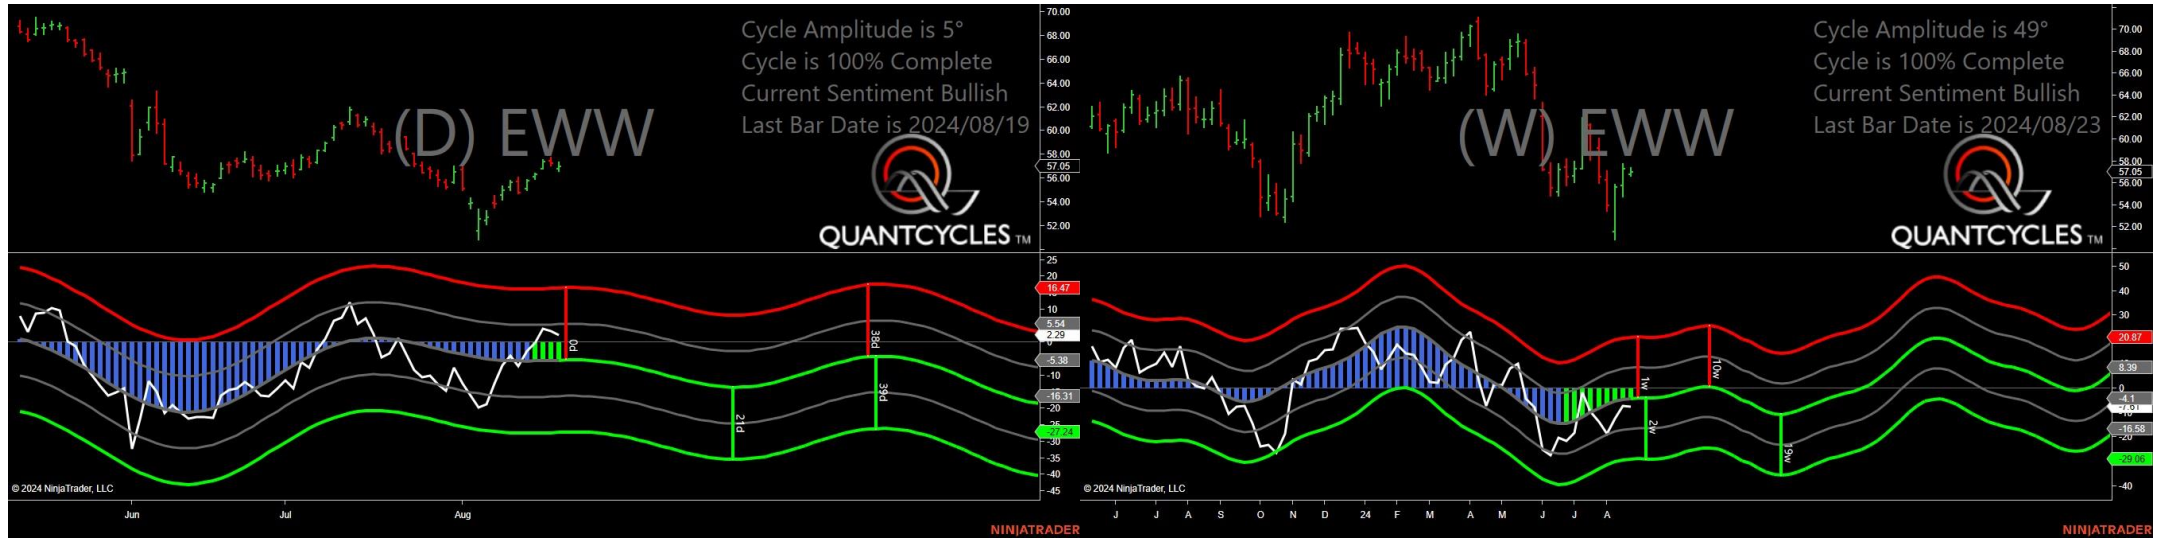 Cycle Amplitude is 5°
Cycle is 100% Complete
Current Sentiment Bullish
Last Bar Date is 2024/08/19
(D) EWW
QUANTCYCLES TM
70.00
68.00
66.00
64.00
62.00
60.00
58.00
57.05
56.00
54.00
52.00
25
20
16.47
10
5.54
2.29
0
-5.38
-10
-16.31
-20
-27.24
-30
-35
-40
-45
0d
21d
38d
39d
© 2024 NinjaTrader, LLC
Jun Jul Aug
NINJATRADER
Cycle Amplitude is 49°
Cycle is 100% Complete
Current Sentiment Bullish
Last Bar Date is 2024/08/23
(W) EWW
QUANTCYCLES TM
70.00
68.00
66.00
64.00
62.00
60.00
58.00
57.05
56.00
54.00
52.00
50
40
30
20.87
8.39
0
-4.1
-16.58
-20
-29.06
-40
1w
2w
10w
19w
© 2024 NinjaTrader, LLC
J J A S O N D 24 F M A M J J A
NINJATRADER